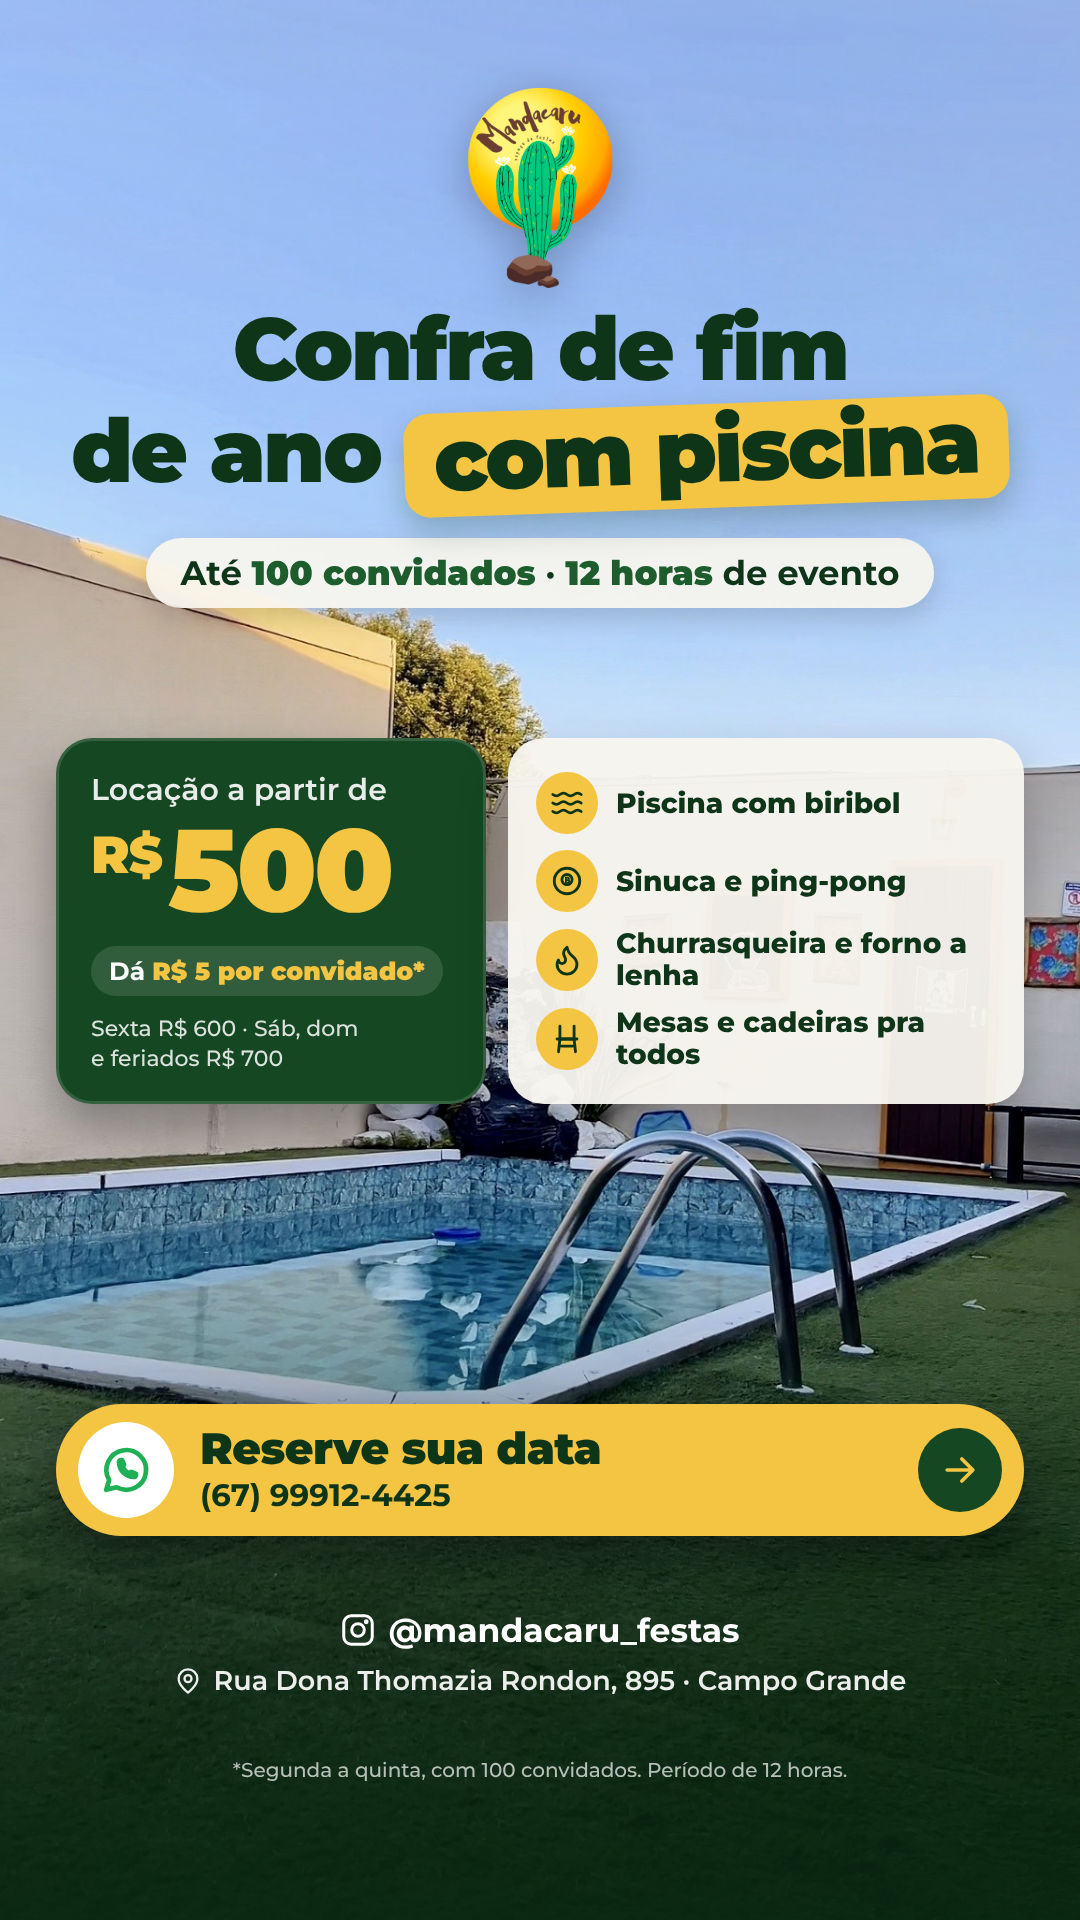 Mandacaru
Confra de fim
de ano com piscina
Até 100 convidados · 12 horas de evento
Locação a partir de
R$ 500
Dá R$ 5 por convidado*
Sexta R$ 600 · Sáb, dom
e feriados R$ 700
Piscina com biribol
Sinuca e ping-pong
Churrasqueira e forno a
lenha
Mesas e cadeiras pra
todos
Reserve sua data
(67) 99912-4425
@mandacaru_festas
Rua Dona Thomazia Rondon, 895 · Campo Grande
*Segunda a quinta, com 100 convidados. Período de 12 horas.